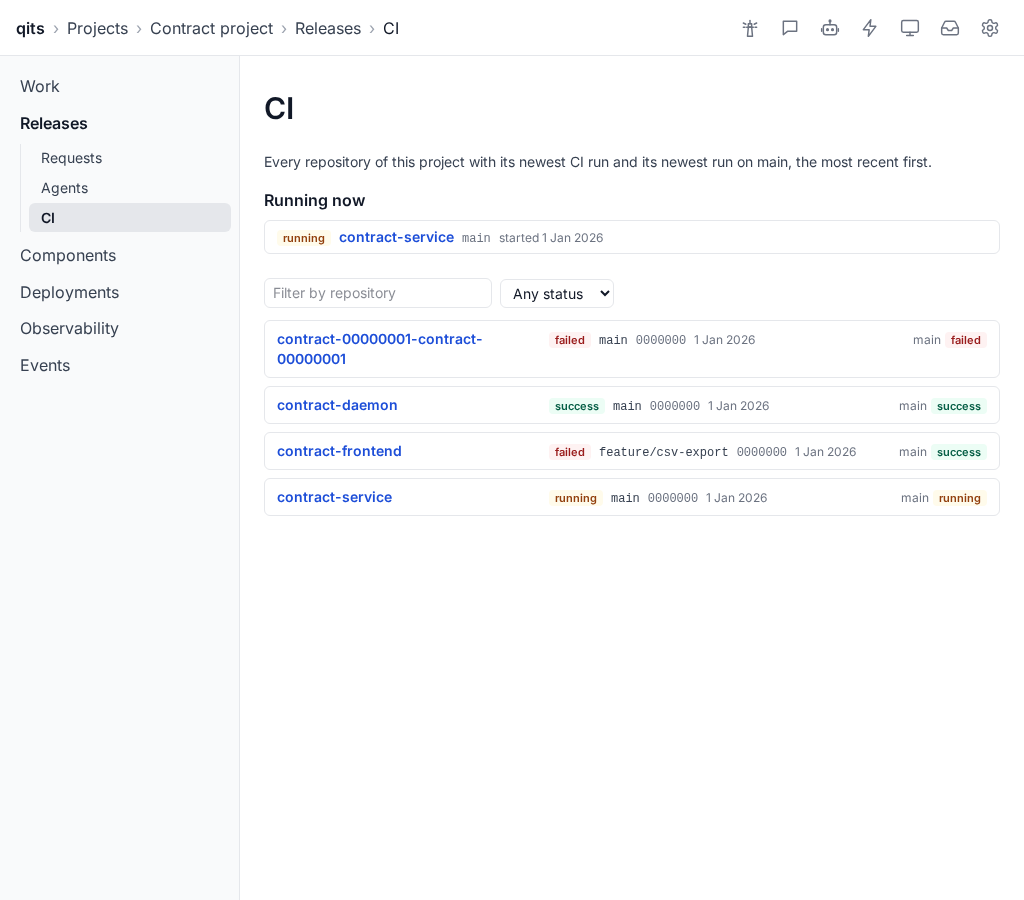 qits › Projects › Contract project › Releases › CI
Work
Releases
Requests
Agents
CI
Components
Deployments
Observability
Events
CI
Every repository of this project with its newest CI run and its newest run on main, the most recent first.
Running now
running contract-service main started 1 Jan 2026
Filter by repository Any status
contract-00000001-contract-00000001 failed main 0000000 1 Jan 2026 main failed
contract-daemon success main 0000000 1 Jan 2026 main success
contract-frontend failed feature/csv-export 0000000 1 Jan 2026 main success
contract-service running main 0000000 1 Jan 2026 main running